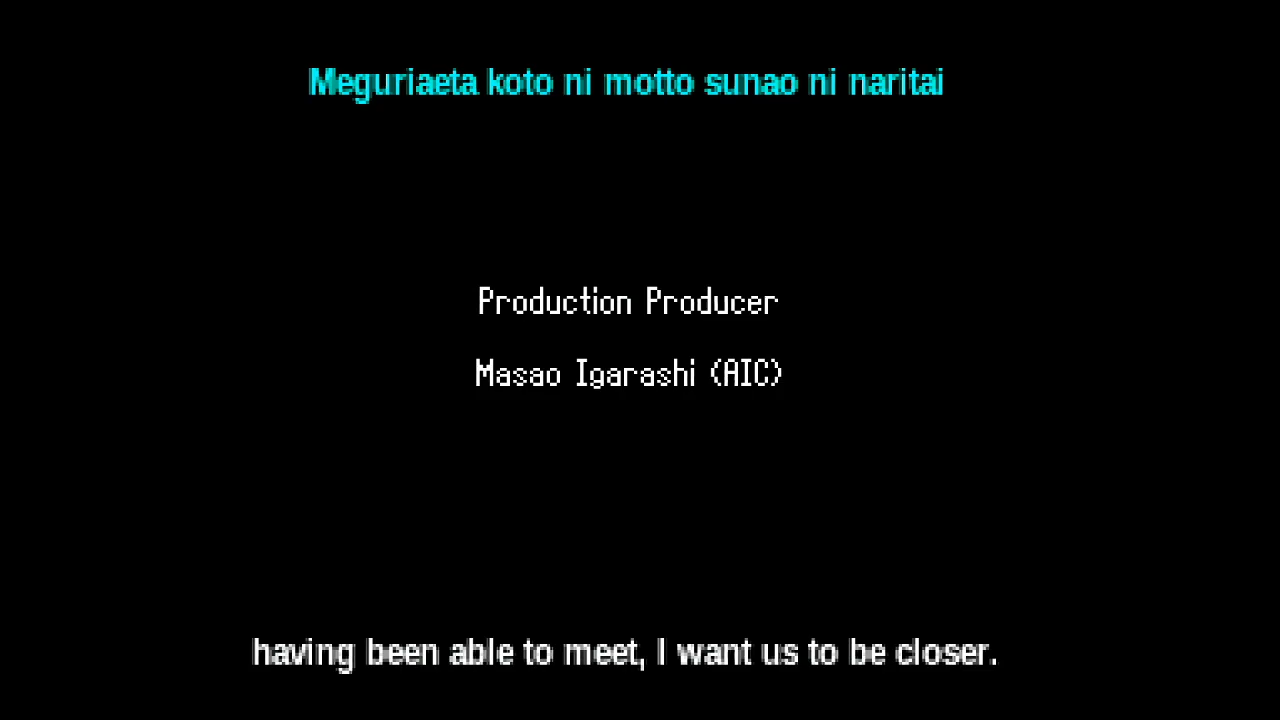 Meguriaeta koto ni motto sunao ni naritai
Production Producer
Masao Igarashi (AIC)
having been able to meet, I want us to be closer.